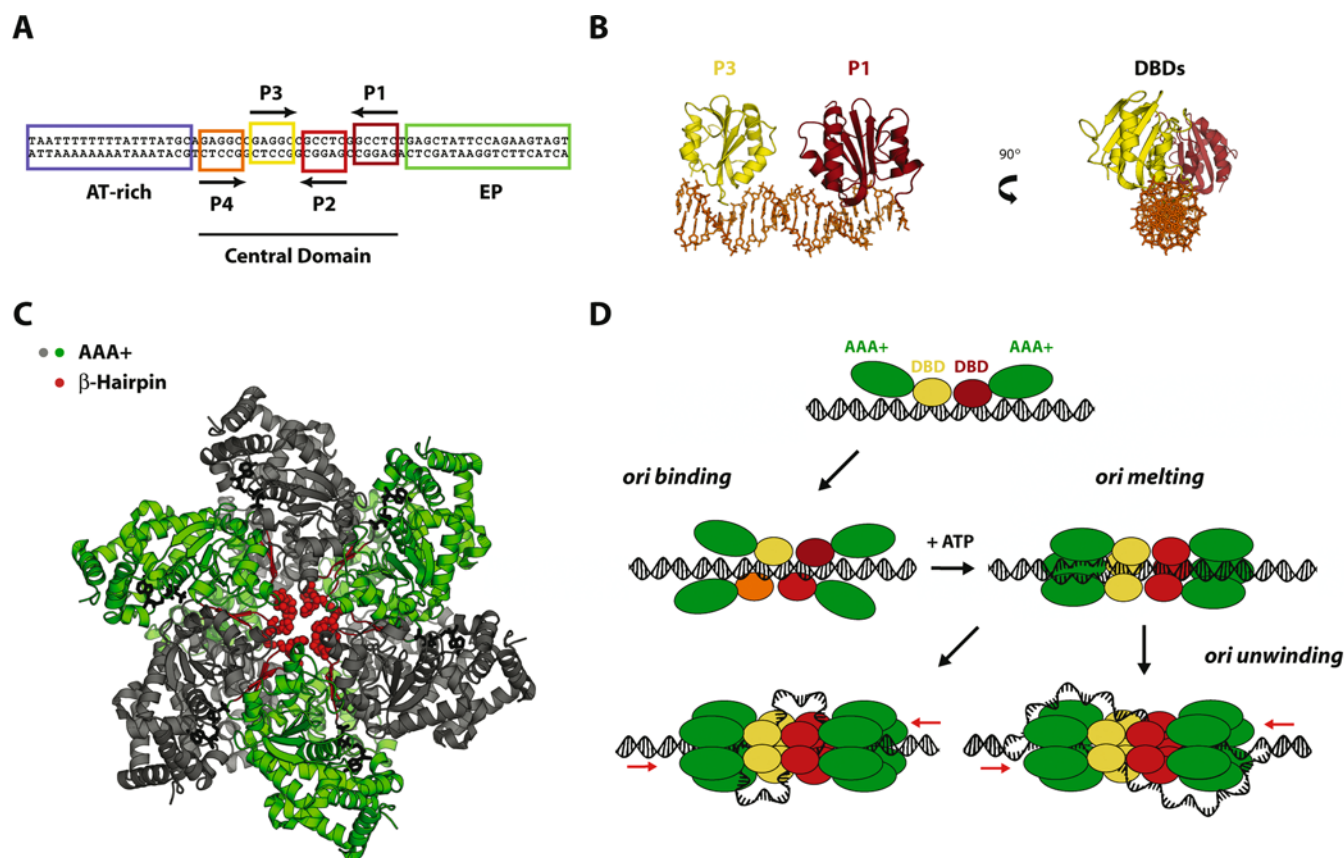 A
P3
P1
TAATTTTTTTTATTTATGCAGAGGCCGAGGCCGCCTCGGCCTCTGAGCTATTCCAGAAGTAGT
ATTAAAAAAAATAAATACGTCTCCGGCTCCGGCGGAGCCGGAGACTCGATAAGGTCTTCATCA
AT-rich
P4
P2
EP
Central Domain
B
P3
P1
DBDs
90°
C
AAA+
β-Hairpin
D
AAA+
DBD
DBD
AAA+
ori binding
ori melting
+ ATP
ori unwinding